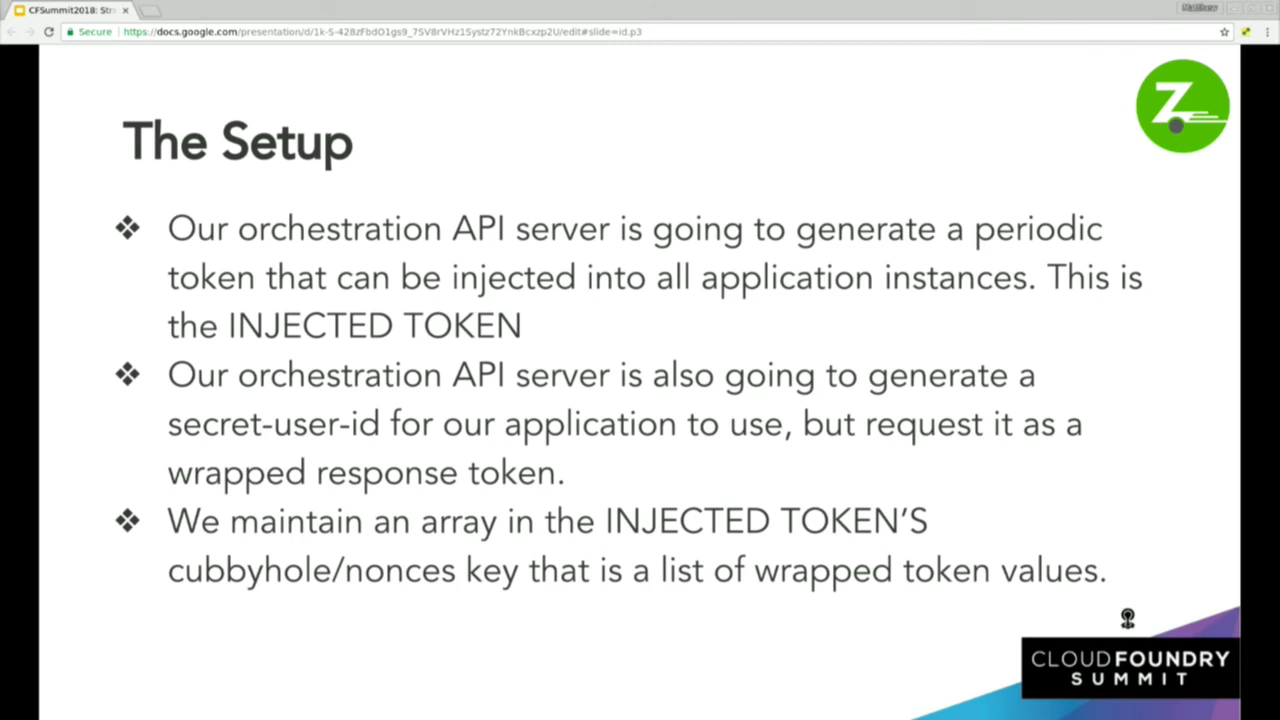 CFSummit2018: Str
Matthew
Secure
https://docs.google.com/presentation/d/1k-5-428zFbdO1gs9_7SV8rVHz1Systz72YnkBcxzp2U/edit#slide=id.p3
Z
The Setup
❖ Our orchestration API server is going to generate a periodic
token that can be injected into all application instances. This is
the INJECTED TOKEN
❖ Our orchestration API server is also going to generate a
secret-user-id for our application to use, but request it as a
wrapped response token.
❖ We maintain an array in the INJECTED TOKEN’S
cubbyhole/nonces key that is a list of wrapped token values.
CLOUD FOUNDRY
SUMMIT